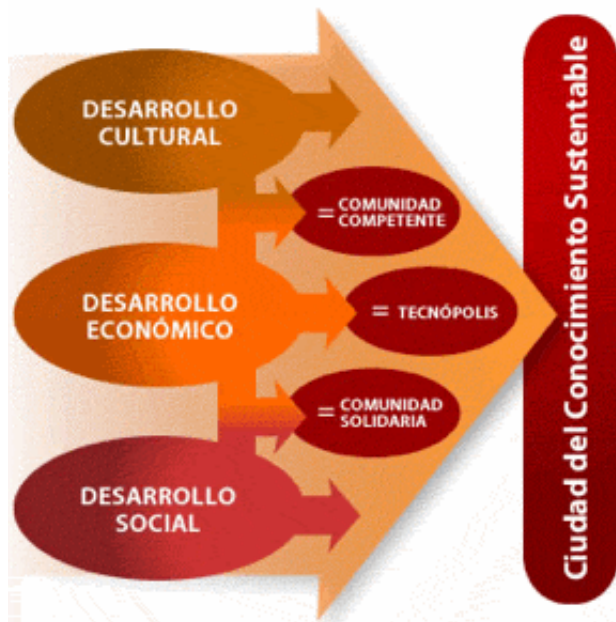 DESARROLLO
CULTURAL
= COMUNIDAD
COMPETENTE
DESARROLLO
ECONÓMICO
= TECNÓPOLIS
= COMUNIDAD
SOLIDARIA
DESARROLLO
SOCIAL
Ciudad del Conocimiento Sustentable